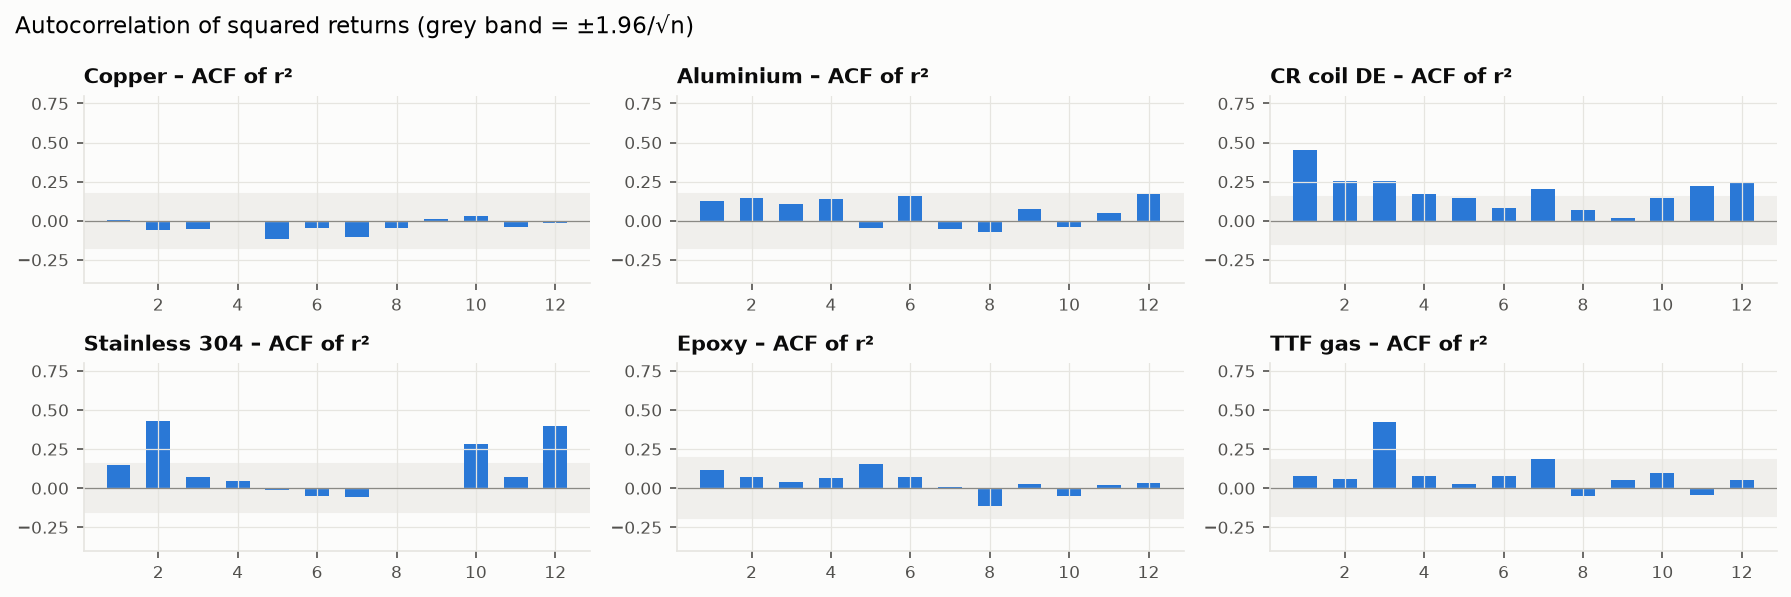 Autocorrelation of squared returns (grey band = ±1.96/√n)
Copper – ACF of r²
Aluminium – ACF of r²
CR coil DE – ACF of r²
0.75
0.50
0.25
0.00
−0.25
2 4 6 8 10 12
0.75
0.50
0.25
0.00
−0.25
2 4 6 8 10 12
0.75
0.50
0.25
0.00
−0.25
2 4 6 8 10 12
Stainless 304 – ACF of r²
Epoxy – ACF of r²
TTF gas – ACF of r²
0.75
0.50
0.25
0.00
−0.25
2 4 6 8 10 12
0.75
0.50
0.25
0.00
−0.25
2 4 6 8 10 12
0.75
0.50
0.25
0.00
−0.25
2 4 6 8 10 12